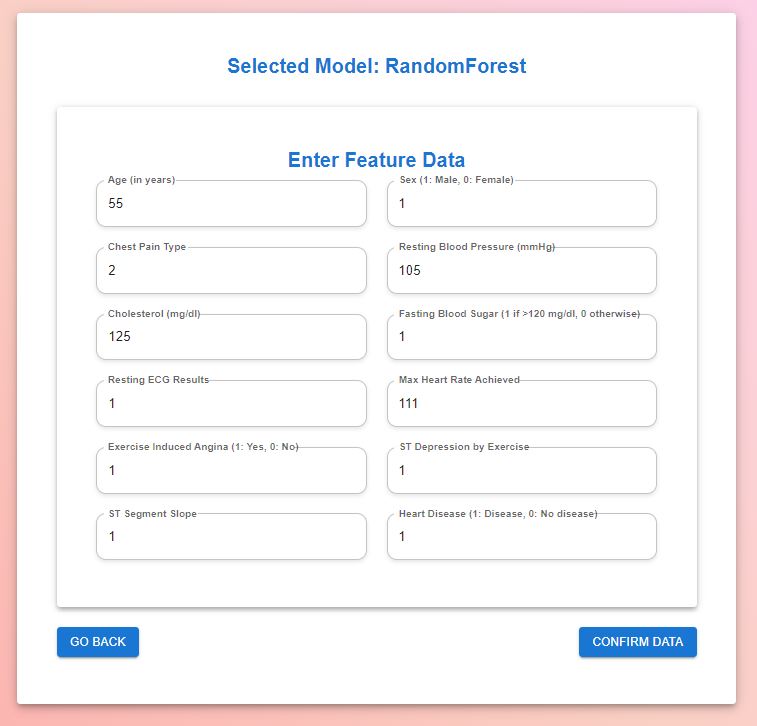 Selected Model: RandomForest
Enter Feature Data
Age (in years)
55
Sex (1: Male, 0: Female)
1
Chest Pain Type
2
Resting Blood Pressure (mmHg)
105
Cholesterol (mg/dl)
125
Fasting Blood Sugar (1 if >120 mg/dl, 0 otherwise)
1
Resting ECG Results
1
Max Heart Rate Achieved
111
Exercise Induced Angina (1: Yes, 0: No)
1
ST Depression by Exercise
1
ST Segment Slope
1
Heart Disease (1: Disease, 0: No disease)
1
GO BACK
CONFIRM DATA